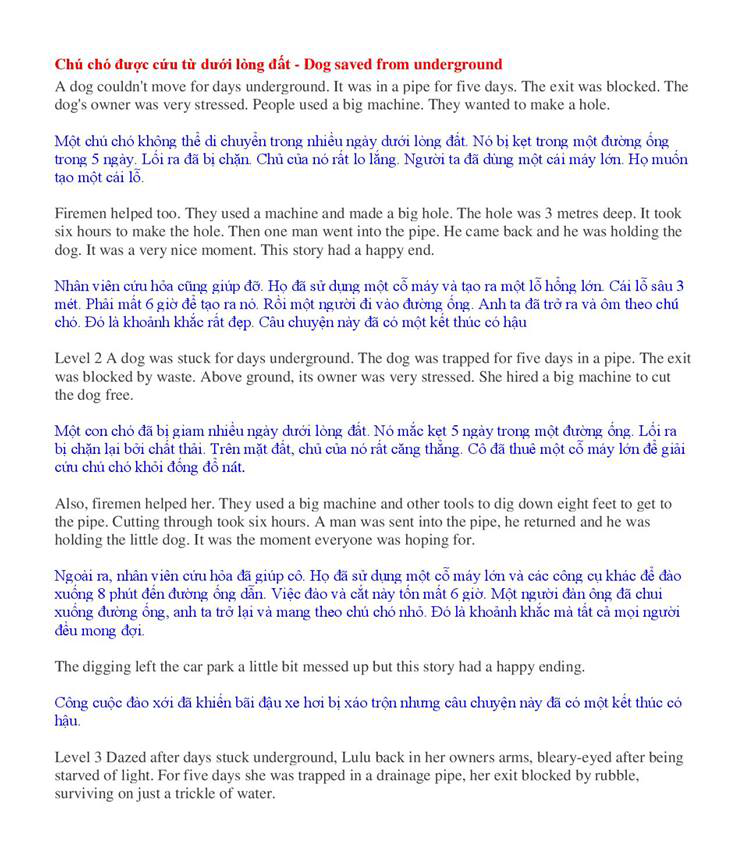 Chú chó được cứu từ dưới lòng đất - Dog saved from underground
A dog couldn't move for days underground. It was in a pipe for five days. The exit was blocked. The
dog's owner was very stressed. People used a big machine. They wanted to make a hole.
Một chú chó không thể di chuyển trong nhiều ngày dưới lòng đất. Nó bị kẹt trong một đường ống
trong 5 ngày. Lối ra đã bị chặn. Chủ của nó rất lo lắng. Người ta đã dùng một cái máy lớn. Họ muốn
tạo một cái lỗ.
Firemen helped too. They used a machine and made a big hole. The hole was 3 metres deep. It took
six hours to make the hole. Then one man went into the pipe. He came back and he was holding the
dog. It was a very nice moment. This story had a happy end.
Nhân viên cứu hỏa cũng giúp đỡ. Họ đã sử dụng một cỗ máy và tạo ra một lỗ hổng lớn. Cái lỗ sâu 3
mét. Phải mất 6 giờ để tạo ra nó. Rồi một người đi vào đường ống. Anh ta đã trở ra và ôm theo chú
chó. Đó là khoảnh khắc rất đẹp. Câu chuyện này đã có một kết thúc có hậu
Level 2 A dog was stuck for days underground. The dog was trapped for five days in a pipe. The exit
was blocked by waste. Above ground, its owner was very stressed. She hired a big machine to cut
the dog free.
Một con chó đã bị giam nhiều ngày dưới lòng đất. Nó mắc kẹt 5 ngày trong một đường ống. Lối ra
bị chặn lại bởi chất thải. Trên mặt đất, chủ của nó rất căng thẳng. Cô đã thuê một cỗ máy lớn để giải
cứu chú chó khỏi đống đổ nát.
Also, firemen helped her. They used a big machine and other tools to dig down eight feet to get to
the pipe. Cutting through took six hours. A man was sent into the pipe, he returned and he was
holding the little dog. It was the moment everyone was hoping for.
Ngoài ra, nhân viên cứu hỏa đã giúp cô. Họ đã sử dụng một cỗ máy lớn và các công cụ khác để đào
xuống 8 phút đến đường ống dẫn. Việc đào và cắt này tốn mất 6 giờ. Một người đàn ông đã chui
xuống đường ống, anh ta trở lại và mang theo chú chó nhỏ. Đó là khoảnh khắc mà tất cả mọi người
đều mong đợi.
The digging left the car park a little bit messed up but this story had a happy ending.
Công cuộc đào xới đã khiến bãi đậu xe hơi bị xáo trộn nhưng câu chuyện này đã có một kết thúc có
hậu.
Level 3 Dazed after days stuck underground, Lulu back in her owners arms, bleary-eyed after being
starved of light. For five days she was trapped in a drainage pipe, her exit blocked by rubble,
surviving on just a trickle of water.